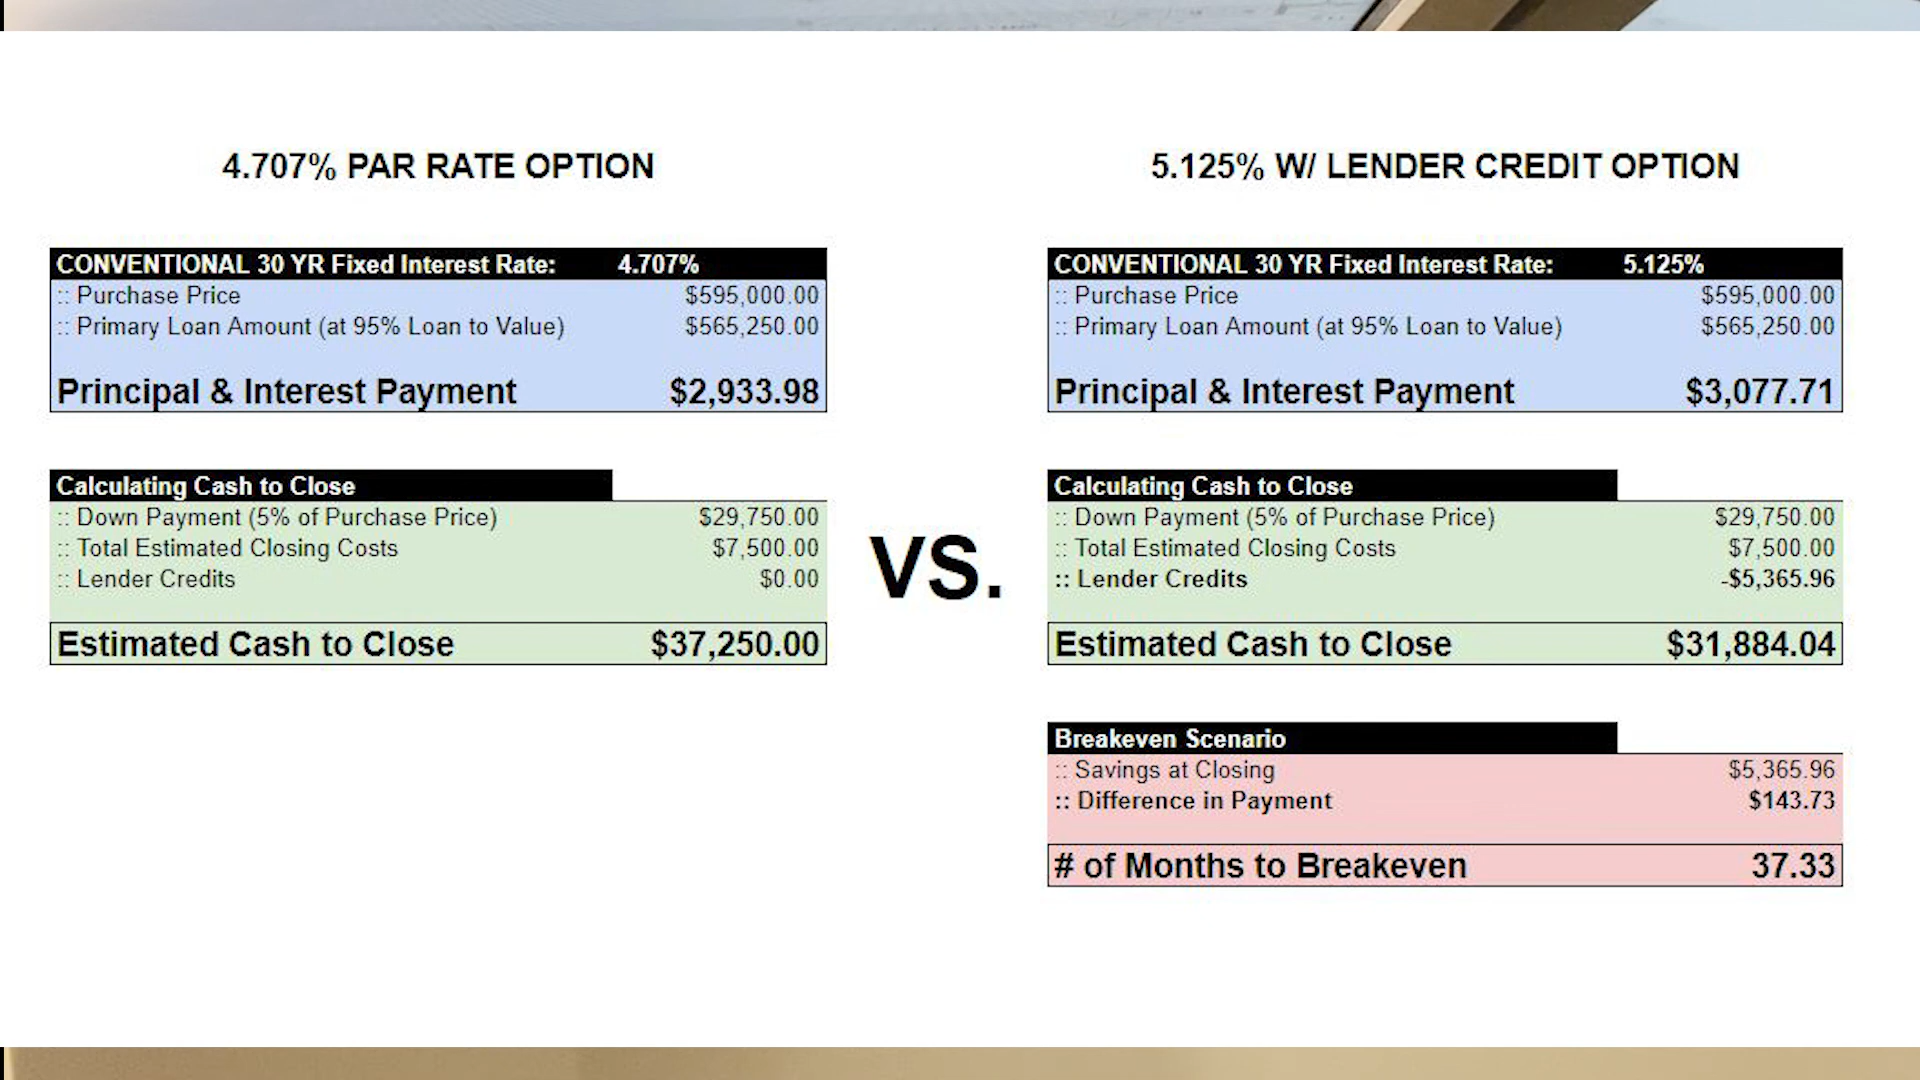 4.707% PAR RATE OPTION
CONVENTIONAL 30 YR Fixed Interest Rate: 4.707%
:: Purchase Price $595,000.00
:: Primary Loan Amount (at 95% Loan to Value) $565,250.00
Principal & Interest Payment $2,933.98
Calculating Cash to Close
:: Down Payment (5% of Purchase Price) $29,750.00
:: Total Estimated Closing Costs $7,500.00
:: Lender Credits $0.00
Estimated Cash to Close $37,250.00
VS.
5.125% W/ LENDER CREDIT OPTION
CONVENTIONAL 30 YR Fixed Interest Rate: 5.125%
:: Purchase Price $595,000.00
:: Primary Loan Amount (at 95% Loan to Value) $565,250.00
Principal & Interest Payment $3,077.71
Calculating Cash to Close
:: Down Payment (5% of Purchase Price) $29,750.00
:: Total Estimated Closing Costs $7,500.00
:: Lender Credits -$5,365.96
Estimated Cash to Close $31,884.04
Breakeven Scenario
:: Savings at Closing $5,365.96
:: Difference in Payment $143.73
# of Months to Breakeven 37.33